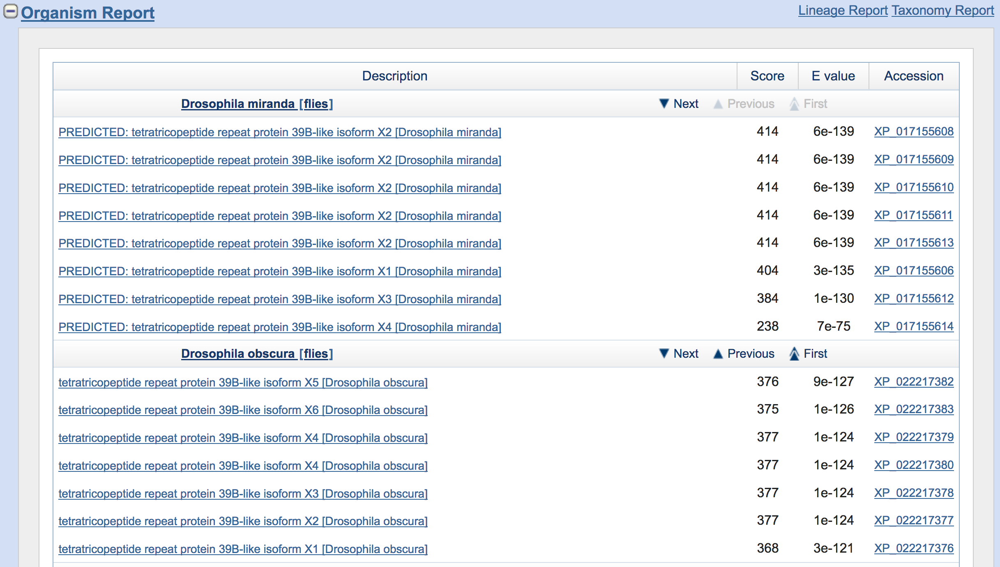 Organism Report Lineage Report Taxonomy Report
Description Score E value Accession
Drosophila miranda [flies] Next Previous First
PREDICTED: tetratricopeptide repeat protein 39B-like isoform X2 [Drosophila miranda] 414 6e-139 XP_017155608
PREDICTED: tetratricopeptide repeat protein 39B-like isoform X2 [Drosophila miranda] 414 6e-139 XP_017155609
PREDICTED: tetratricopeptide repeat protein 39B-like isoform X2 [Drosophila miranda] 414 6e-139 XP_017155610
PREDICTED: tetratricopeptide repeat protein 39B-like isoform X2 [Drosophila miranda] 414 6e-139 XP_017155611
PREDICTED: tetratricopeptide repeat protein 39B-like isoform X2 [Drosophila miranda] 414 6e-139 XP_017155613
PREDICTED: tetratricopeptide repeat protein 39B-like isoform X1 [Drosophila miranda] 404 3e-135 XP_017155606
PREDICTED: tetratricopeptide repeat protein 39B-like isoform X3 [Drosophila miranda] 384 1e-130 XP_017155612
PREDICTED: tetratricopeptide repeat protein 39B-like isoform X4 [Drosophila miranda] 238 7e-75 XP_017155614
Drosophila obscura [flies] Next Previous First
tetratricopeptide repeat protein 39B-like isoform X5 [Drosophila obscura] 376 9e-127 XP_022217382
tetratricopeptide repeat protein 39B-like isoform X6 [Drosophila obscura] 375 1e-126 XP_022217383
tetratricopeptide repeat protein 39B-like isoform X4 [Drosophila obscura] 377 1e-124 XP_022217379
tetratricopeptide repeat protein 39B-like isoform X4 [Drosophila obscura] 377 1e-124 XP_022217380
tetratricopeptide repeat protein 39B-like isoform X3 [Drosophila obscura] 377 1e-124 XP_022217378
tetratricopeptide repeat protein 39B-like isoform X2 [Drosophila obscura] 377 1e-124 XP_022217377
tetratricopeptide repeat protein 39B-like isoform X1 [Drosophila obscura] 368 3e-121 XP_022217376